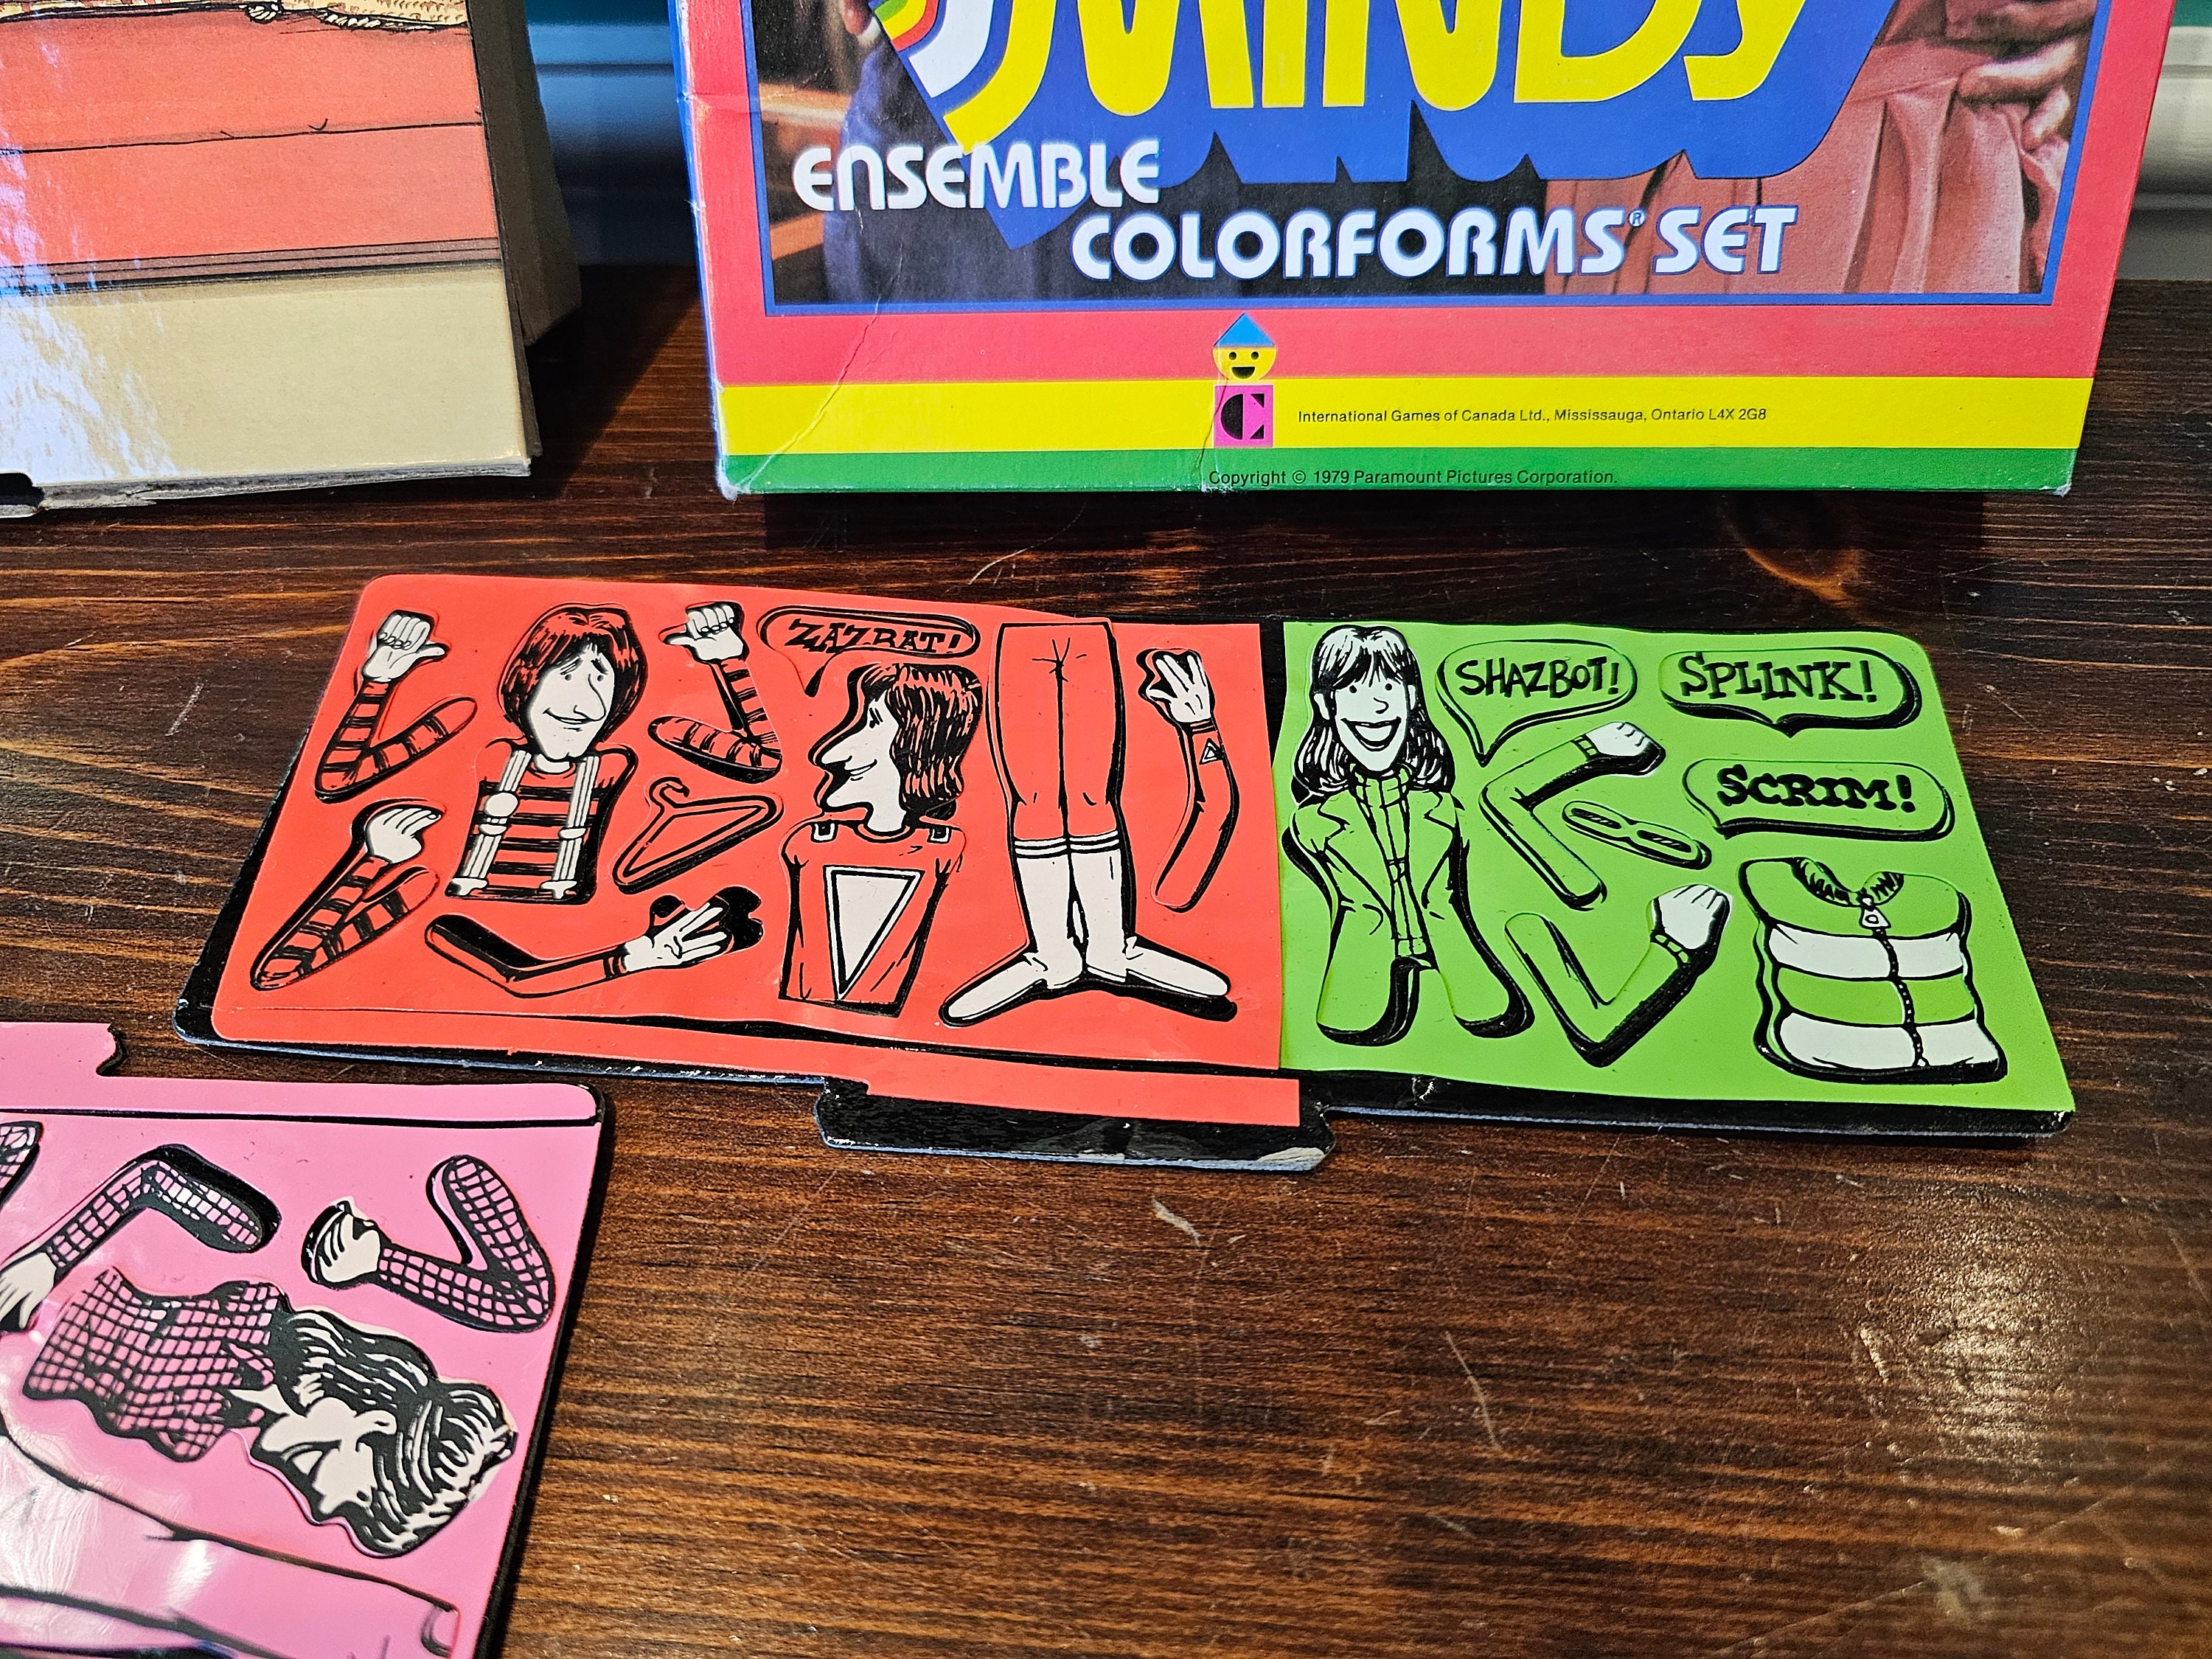 MINDY
ENSEMBLE
COLORFORMS® SET
C
International Games of Canada Ltd., Mississauga, Ontario L4X 2G8
Copyright © 1979 Paramount Pictures Corporation.
ZAZBAT!
SHAZBOT!
SPLINK!
SCRIM!